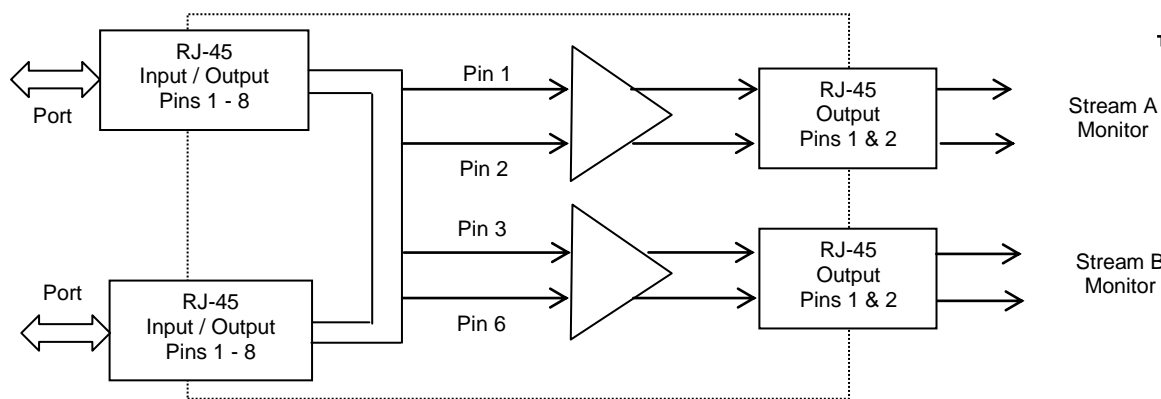 RJ-45
Input / Output
Pins 1 - 8
Port
Pin 1
Pin 2
RJ-45
Output
Pins 1 & 2
Stream A
Monitor
Port
RJ-45
Input / Output
Pins 1 - 8
Pin 3
Pin 6
RJ-45
Output
Pins 1 & 2
Stream B
Monitor